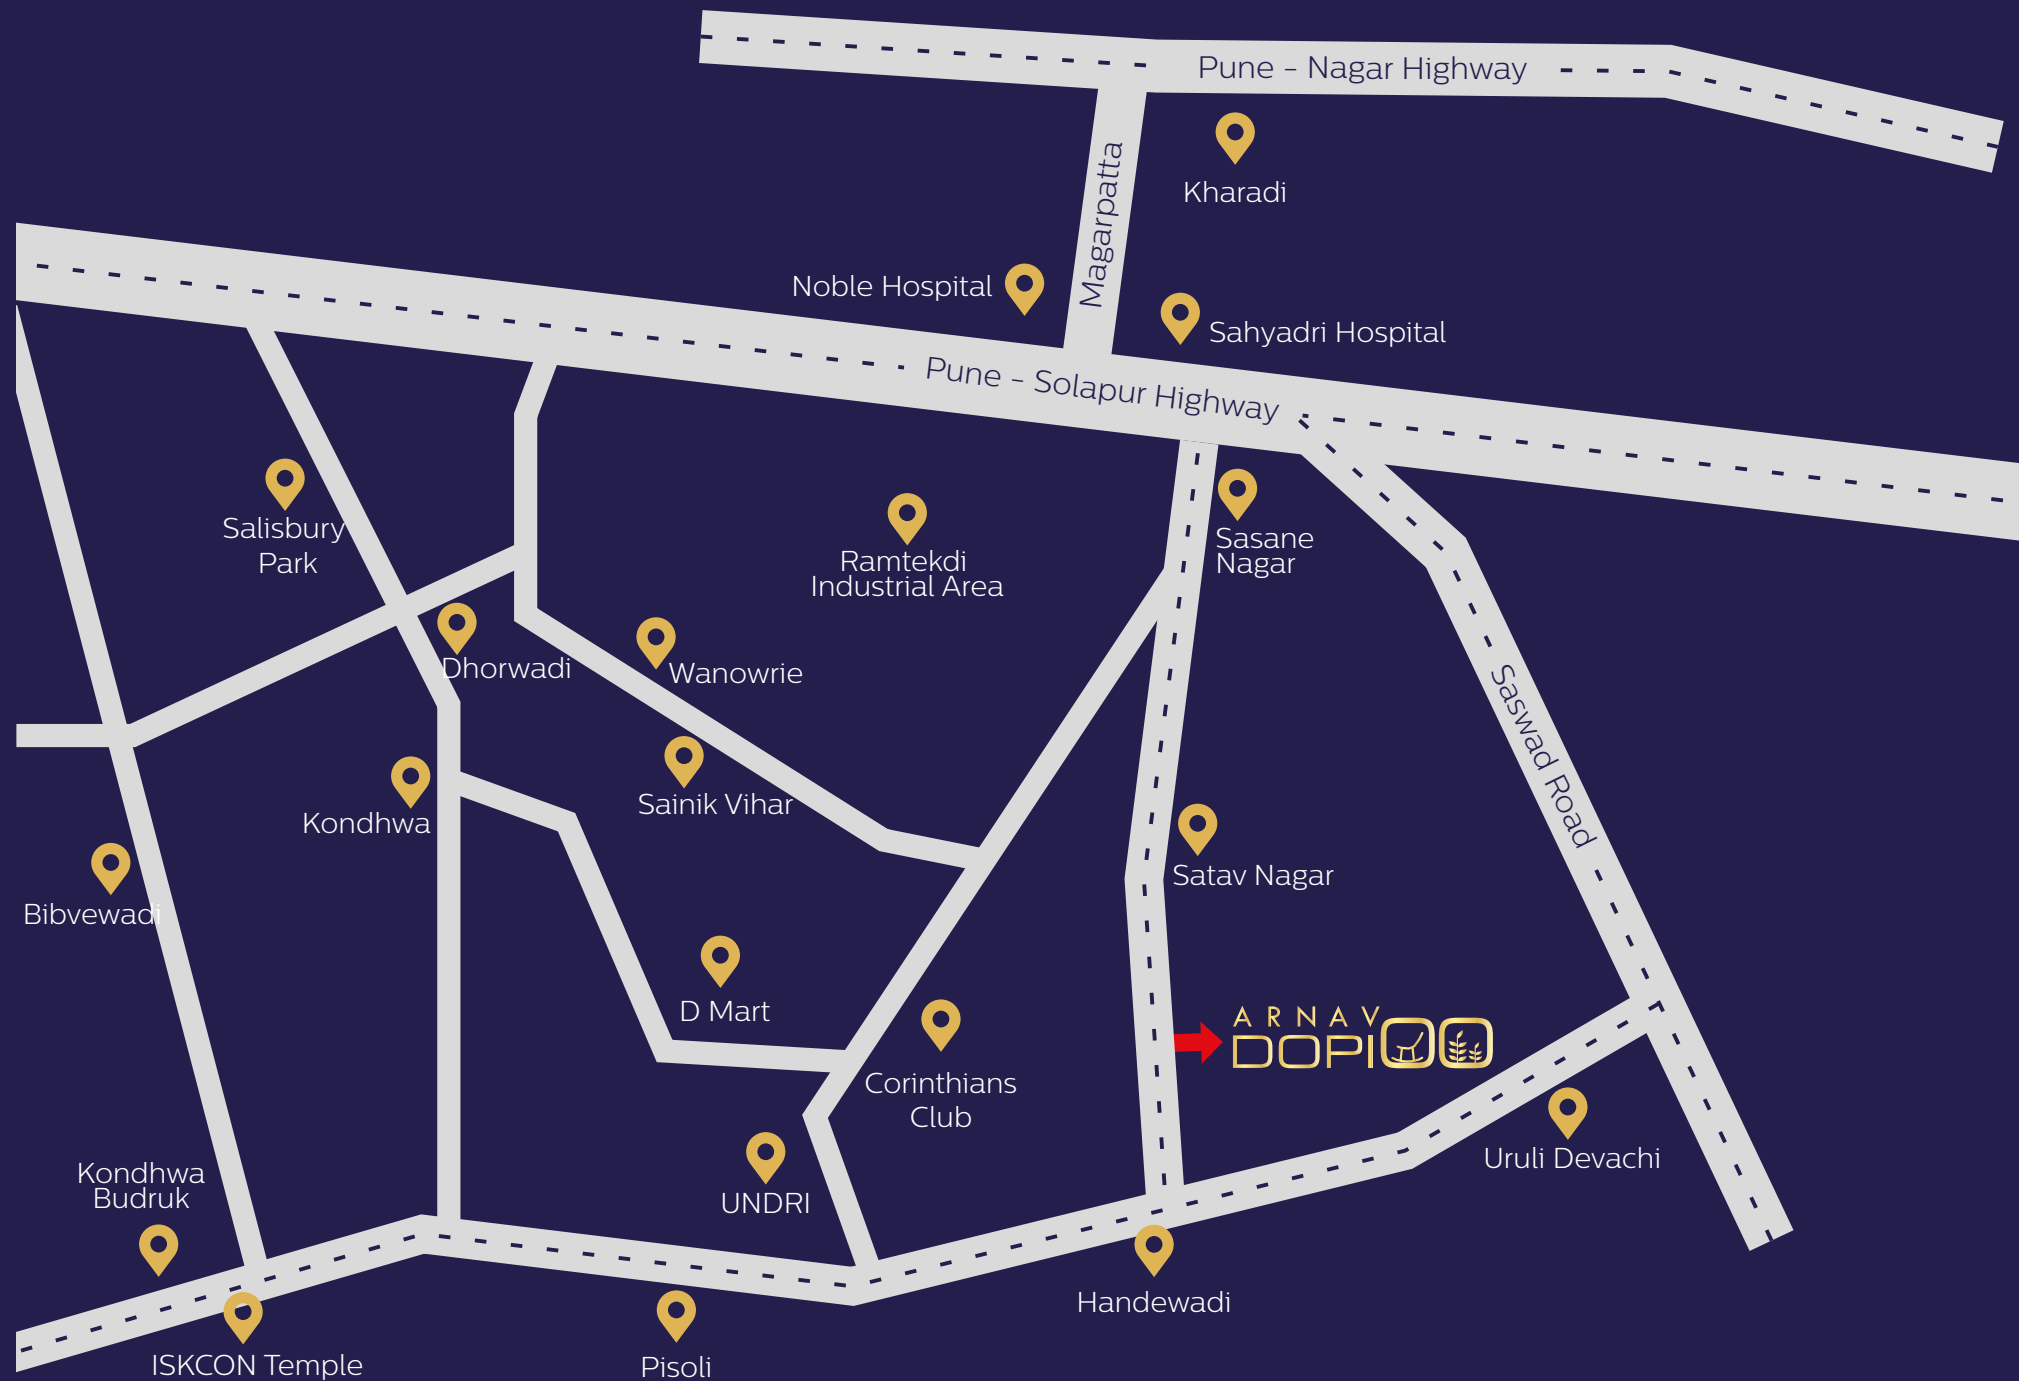 Pune - Nagar Highway
Kharadi
Magarpatta
Noble Hospital
Sahyadri Hospital
Pune - Solapur Highway
Salisbury
Park
Ramtekdi
Industrial Area
Sasane
Nagar
Dhorwadi
Wanowrie
Saswad Road
Sainik Vihar
Kondhwa
Satav Nagar
Bibvewadi
D Mart
ARNAV
DOPIOO
Corinthians
Club
Uruli Devachi
Kondhwa
Budruk
UNDRI
Handewadi
ISKCON Temple
Pisoli